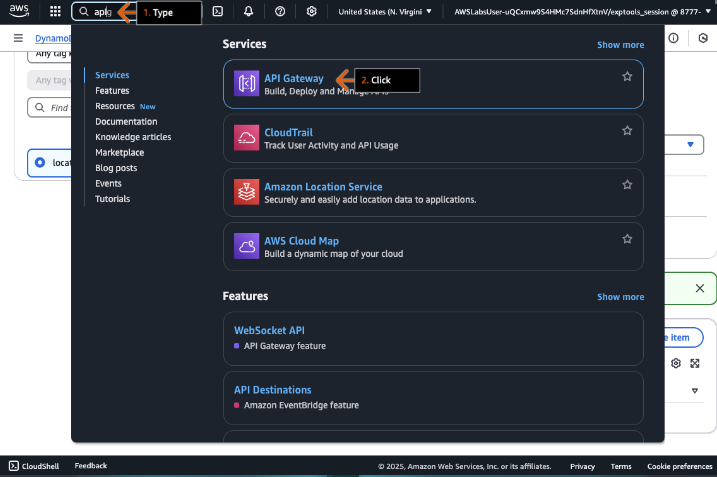 aws
apig
1. Type
United States (N. Virgini
AWSLabsUser-uQCxmw9S4HMc7SdnHfXtnV/exptools_session @ 8777-
Dynamol
Any tag k
Any tag v
Find
locat
Services
Features
Resources New
Documentation
Knowledge articles
Marketplace
Blog posts
Events
Tutorials
Services
Show more
API Gateway
2. Click
Build, Deploy and Manage APIs
CloudTrail
Track User Activity and API Usage
Amazon Location Service
Securely and easily add location data to applications.
AWS Cloud Map
Build a dynamic map of your cloud
Features
Show more
WebSocket API
API Gateway feature
API Destinations
Amazon EventBridge feature
e item
CloudShell
Feedback
© 2025, Amazon Web Services, Inc. or its affiliates.
Privacy
Terms
Cookie preferences